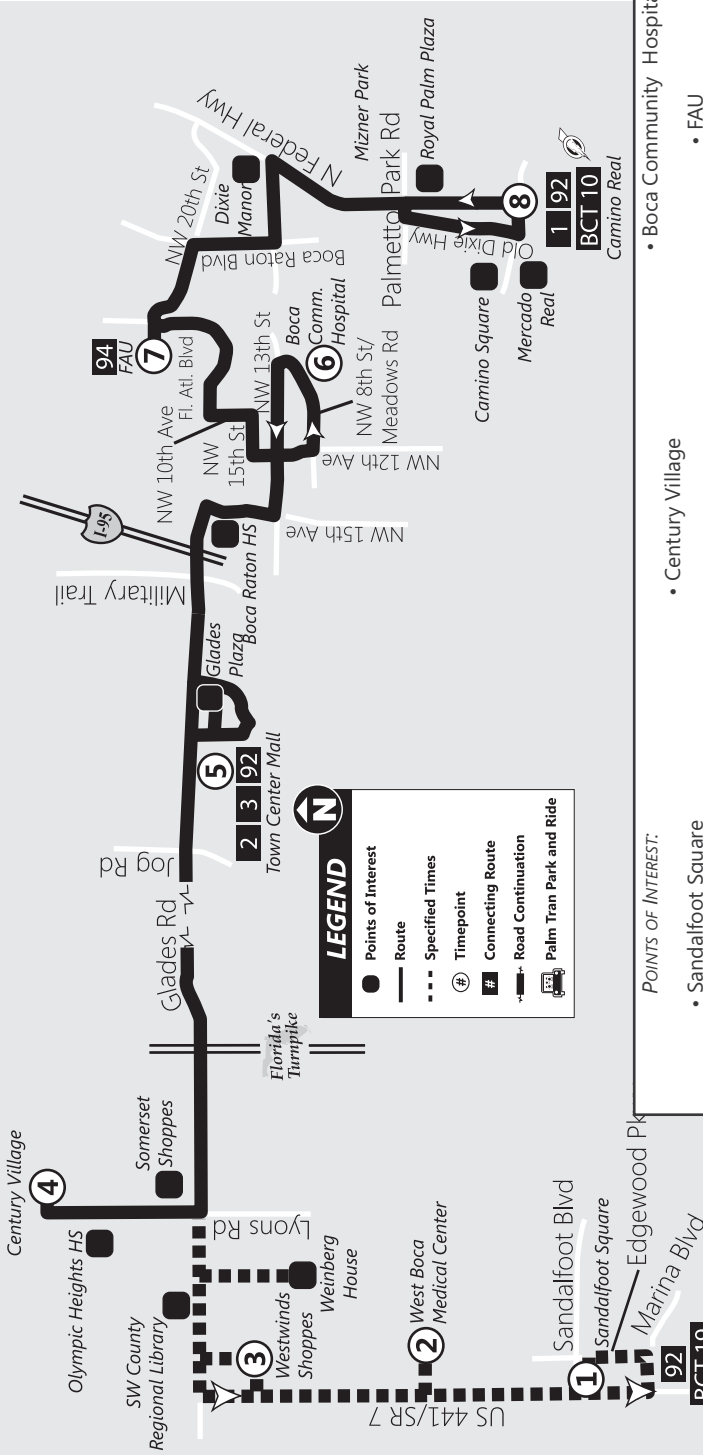 Century Village
4
Olympic Heights HS
Somerset
Shoppes
SW County
Regional Library
Lyons Rd
Weinberg
House
3
Westwinds
Shoppes
2
West Boca
Medical Center
US 441/SR 7
Sandalfoot Blvd
1
Sandalfoot Square
Edgewood Pk
Marina Blvd
92
Florida's
Turnpike
Glades Rd
Jog Rd
5
2 3 92
Town Center Mall
Glades
Plaza
Military Trail
I-95
Boca Raton HS
NW 15th Ave
NW 10th Ave
NW
15th St
NW 12th Ave
NW 13th St
NW 8th St/
Meadows Rd
6
Boca
Comm.
Hospital
Fl. Atl. Blvd
94
FAU
7
NW 20th St
Boca Raton Blvd
Dixie
Manor
N Federal Hwy
Mizner Park
Palmetto Park Rd
Royal Palm Plaza
Old Dixie Hwy
Camino Square
Mercado
Real
8
1 92
BCT 10
Camino Real
LEGEND
N
Points of Interest
Route
Specified Times
# Timepoint
# Connecting Route
Road Continuation
Palm Tran Park and Ride
POINTS OF INTEREST:
• Sandalfoot Square
• Century Village
• Boca Community
• FAU